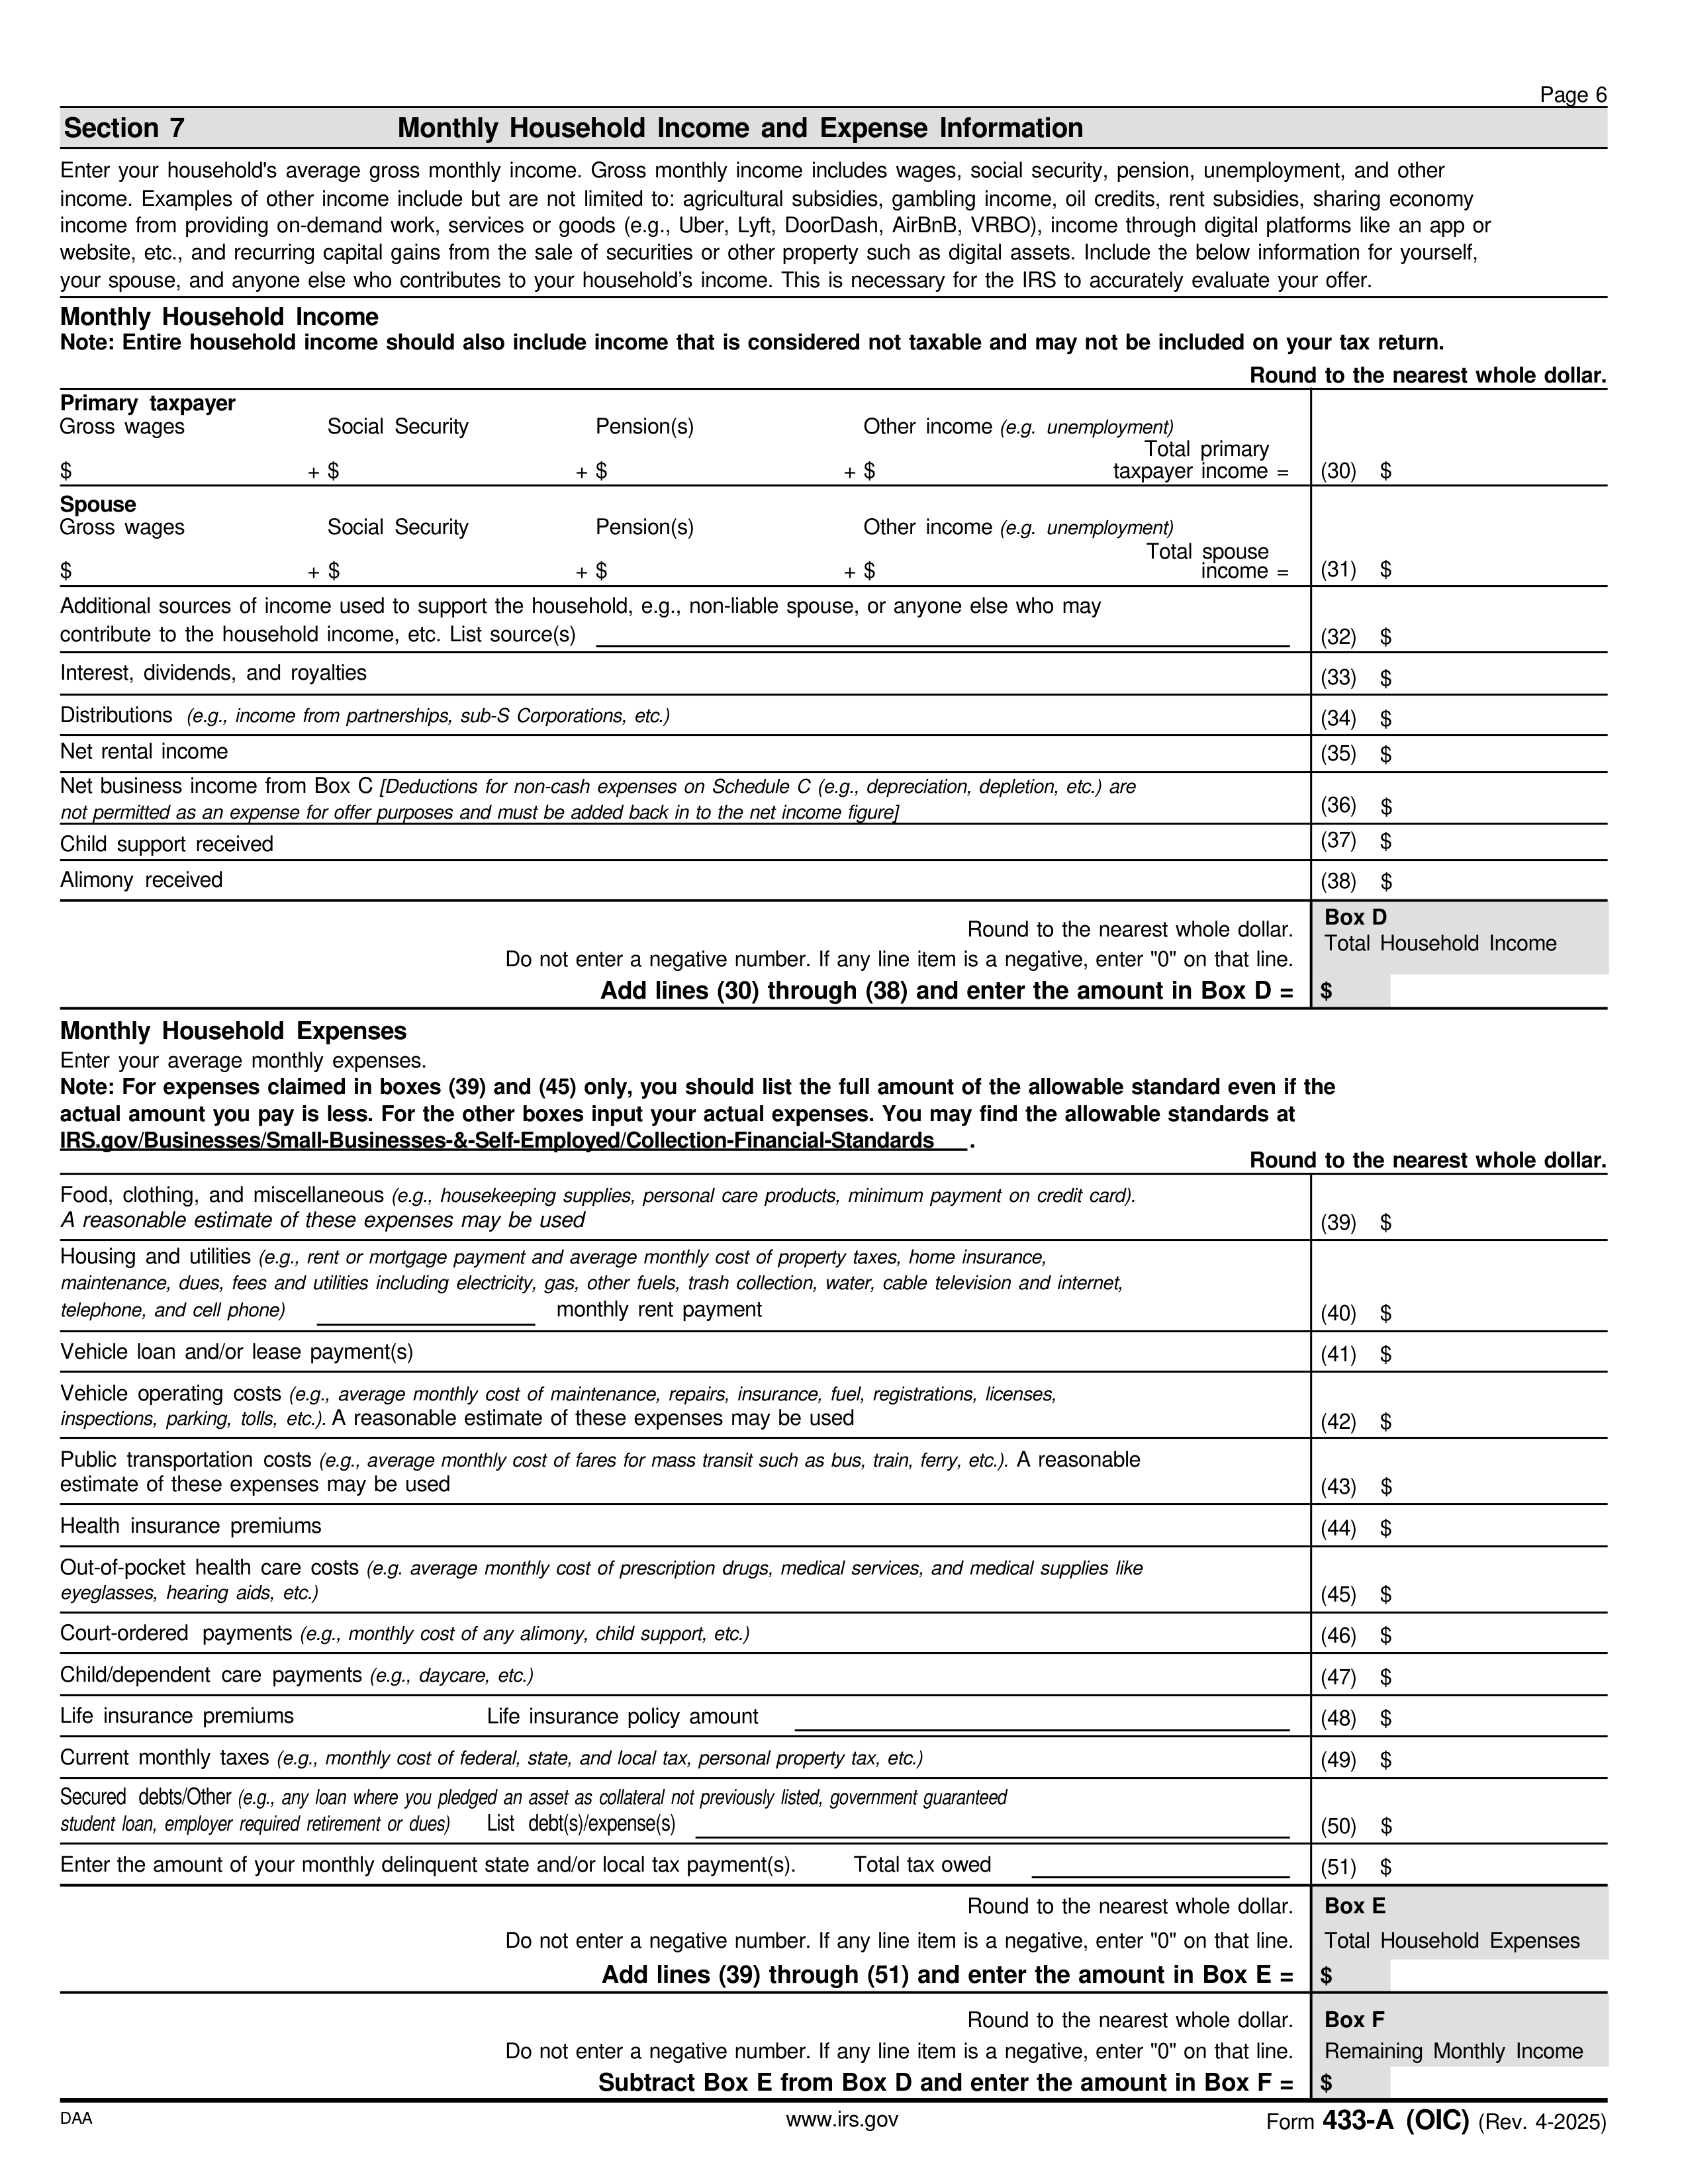 Page 6
Section 7 Monthly Household Income and Expense Information
Enter your household's average gross monthly income. Gross monthly income includes wages, social security, pension, unemployment, and other
income. Examples of other income include but are not limited to: agricultural subsidies, gambling income, oil credits, rent subsidies, sharing economy
income from providing on-demand work, services or goods (e.g., Uber, Lyft, DoorDash, AirBnB, VRBO), income through digital platforms like an app or
website, etc., and recurring capital gains from the sale of securities or other property such as digital assets. Include the below information for yourself,
your spouse, and anyone else who contributes to your household’s income. This is necessary for the IRS to accurately evaluate your offer.
Monthly Household Income
Note: Entire household income should also include income that is considered not taxable and may not be included on your tax return.
Round to the nearest whole dollar.
Primary taxpayer
Gross wages Social Security Pension(s) Other income (e.g. unemployment)
Total primary
$ + $ + $ + $ taxpayer income = (30) $
Spouse
Gross wages Social Security Pension(s) Other income (e.g. unemployment)
Total spouse
$ + $ + $ + $ income = (31) $
Additional sources of income used to support the household, e.g., non-liable spouse, or anyone else who may
contribute to the household income, etc. List source(s) (32) $
Interest, dividends, and royalties (33) $
Distributions (e.g., income from partnerships, sub-S Corporations, etc.) (34) $
Net rental income (35) $
Net business income from Box C [Deductions for non-cash expenses on Schedule C (e.g., depreciation, depletion, etc.) are
not permitted as an expense for offer purposes and must be added back in to the net income figure] (36) $
Child support received (37) $
Alimony received (38) $
Round to the nearest whole dollar.
Do not enter a negative number. If any line item is a negative, enter "0" on that line.
Add lines (30) through (38) and enter the amount in Box D =
Box D
Total Household Income
$
Monthly Household Expenses
Enter your average monthly expenses.
Note: For expenses claimed in boxes (39) and (45) only, you should list the full amount of the allowable standard even if the
actual amount you pay is less. For the other boxes input your actual expenses. You may find the allowable standards at
IRS.gov/Businesses/Small-Businesses-&-Self-Employed/Collection-Financial-Standards .
Round to the nearest whole dollar.
Food, clothing, and miscellaneous (e.g., housekeeping supplies, personal care products, minimum payment on credit card).
A reasonable estimate of these expenses may be used (39) $
Housing and utilities (e.g., rent or mortgage payment and average monthly cost of property taxes, home insurance,
maintenance, dues, fees and utilities including electricity, gas, other fuels, trash collection, water, cable television and internet,
telephone, and cell phone) monthly rent payment (40) $
Vehicle loan and/or lease payment(s) (41) $
Vehicle operating costs (e.g., average monthly cost of maintenance, repairs, insurance, fuel, registrations, licenses,
inspections, parking, tolls, etc.). A reasonable estimate of these expenses may be used (42) $
Public transportation costs (e.g., average monthly cost of fares for mass transit such as bus, train, ferry, etc.). A reasonable
estimate of these expenses may be used (43) $
Health insurance premiums (44) $
Out-of-pocket health care costs (e.g. average monthly cost of prescription drugs, medical services, and medical supplies like
eyeglasses, hearing aids, etc.) (45) $
Court-ordered payments (e.g., monthly cost of any alimony, child support, etc.) (46) $
Child/dependent care payments (e.g., daycare, etc.) (47) $
Life insurance premiums Life insurance policy amount (48) $
Current monthly taxes (e.g., monthly cost of federal, state, and local tax, personal property tax, etc.) (49) $
Secured debts/Other (e.g., any loan where you pledged an asset as collateral not previously listed, government guaranteed
student loan, employer required retirement or dues) List debt(s)/expense(s) (50) $
Enter the amount of your monthly delinquent state and/or local tax payment(s). Total tax owed (51) $
Round to the nearest whole dollar.
Do not enter a negative number. If any line item is a negative, enter "0" on that line.
Add lines (39) through (51) and enter the amount in Box E =
Box E
Total Household Expenses
$
Round to the nearest whole dollar.
Do not enter a negative number. If any line item is a negative, enter "0" on that line.
Subtract Box E from Box D and enter the amount in Box F =
Box F
Remaining Monthly Income
$
DAA www.irs.gov Form 433-A (OIC) (Rev. 4-2025)